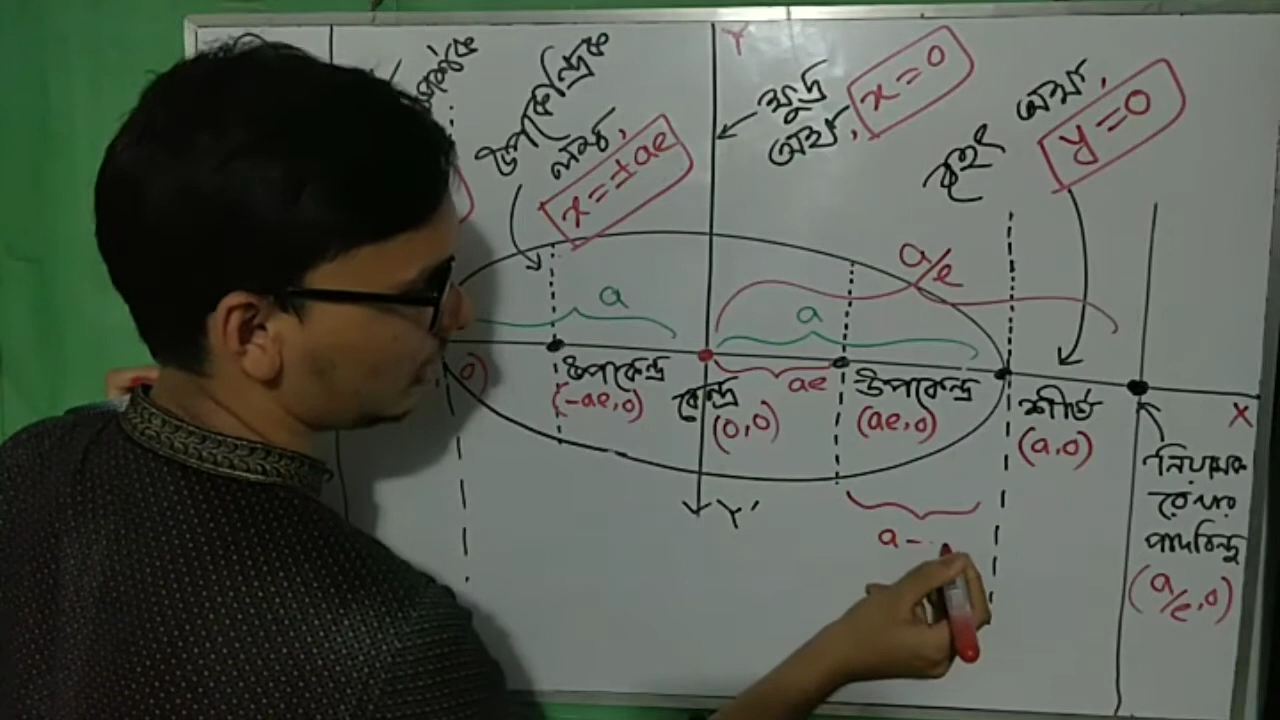 Y
উপকেন্দ্রিক
লম্ব,
x=±ae
ক্ষুদ্র
অক্ষ, x=0
বৃহৎ অক্ষ,
y=0
a/e
a
a
উপকেন্দ্র
(-ae,0)
কেন্দ্র
(0,0)
ae
উপকেন্দ্র
(ae,0)
শীর্ষ
(a,0)
X
নিয়ামক
রেখার
পাদবিন্দু
(a/e,0)
Y'
a-
0)